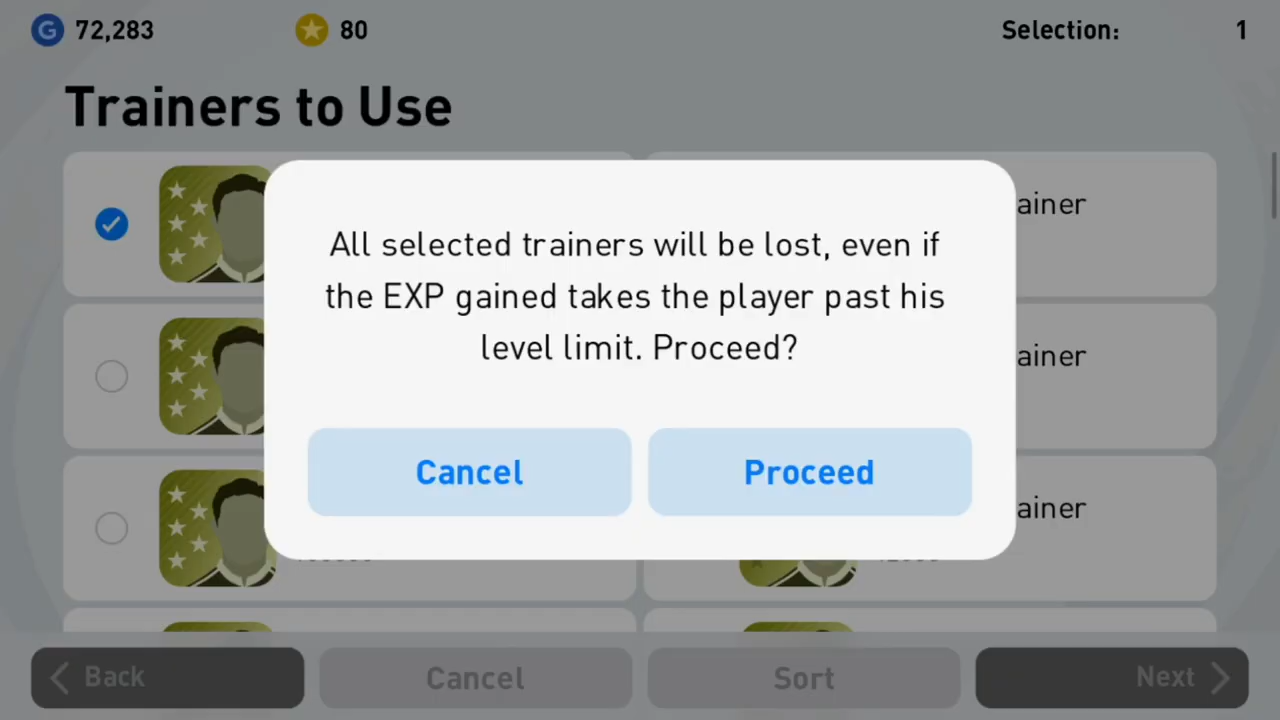 G 72,283
80
Selection: 1
Trainers to Use
ainer
ainer
ainer
All selected trainers will be lost, even if
the EXP gained takes the player past his
level limit. Proceed?
Cancel
Proceed
Back
Cancel
Sort
Next